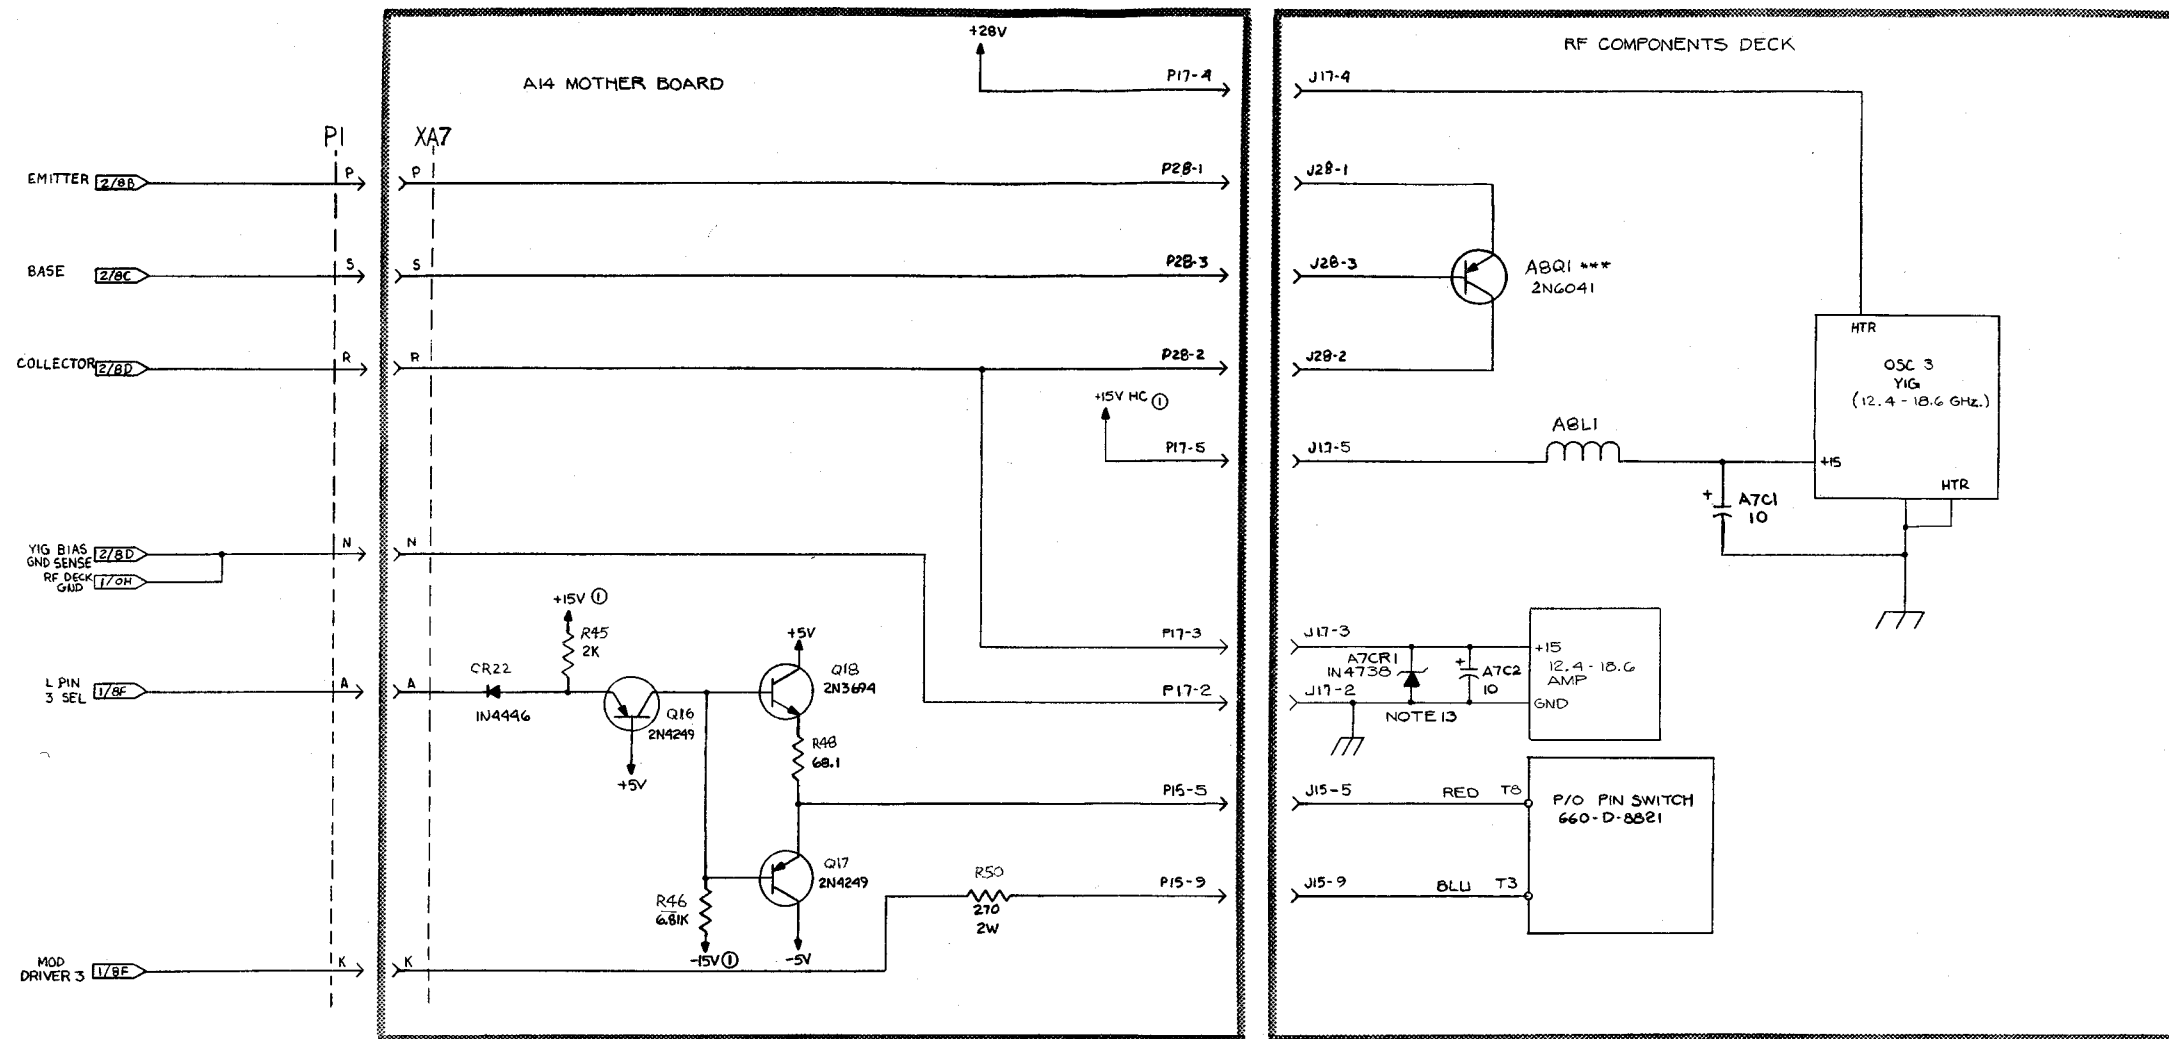 +28V
RF COMPONENTS DECK
A14 MOTHER BOARD
P17-4
J17-4
P1
XA7
EMITTER 2/8B
P
P
P28-1
J28-1
BASE 2/8C
S
S
P28-3
J28-3
A8Q1 ***
2N6041
COLLECTOR 2/8D
R
R
P28-2
J28-2
HTR
OSC 3
YIG
(12.4 - 18.6 GHz.)
+15
HTR
+15V HC ①
P17-5
J17-5
A8L1
+
A7C1
10
YIG BIAS
GND SENSE
2/8D
N
N
RF DECK
GND
1/0H
+15V ①
R45
2K
+5V
P17-3
J17-3
A7CR1
1N4738
+
A7C2
10
+15
12.4 - 18.6
AMP
GND
L PIN
3 SEL
1/8F
A
A
CR22
1N4446
Q16
2N4249
+5V
Q18
2N3694
R48
68.1
P17-2
J17-2
NOTE 13
P15-5
J15-5
RED
T8
P/O PIN SWITCH
660-D-8821
Q17
2N4249
R46
6.81K
-15V ①
-5V
R50
270
2W
P15-9
J15-9
BLU
T3
MOD
DRIVER 3
1/8F
K
K